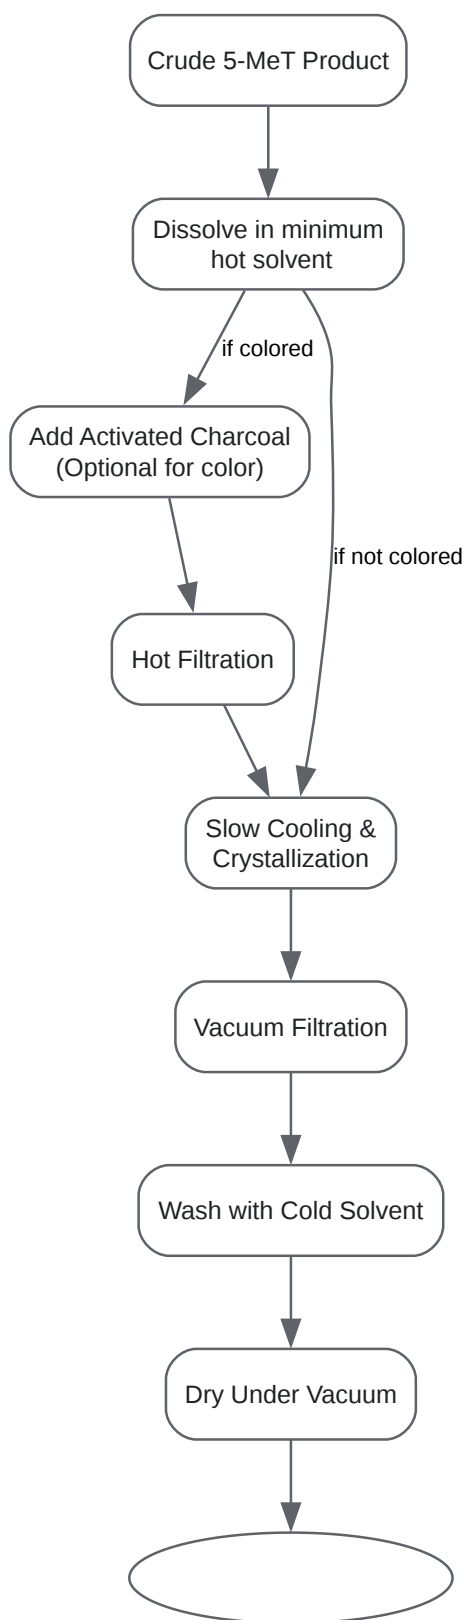 Crude 5-MeT Product
Dissolve in minimum
hot solvent
if colored
Add Activated Charcoal
(Optional for color)
if not colored
Hot Filtration
Slow Cooling &
Crystallization
Vacuum Filtration
Wash with Cold Solvent
Dry Under Vacuum